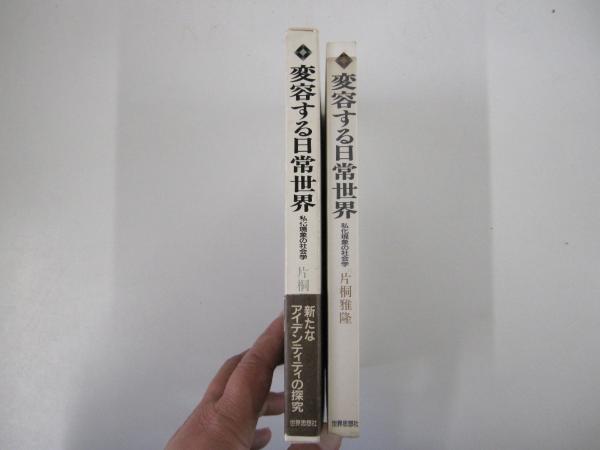 変容する日常世界
私化現象の社会学
片桐
新たな
アイデンティティの探究
世界思想社
変容する日常世界
私化現象の社会学
片桐雅隆
世界思想社